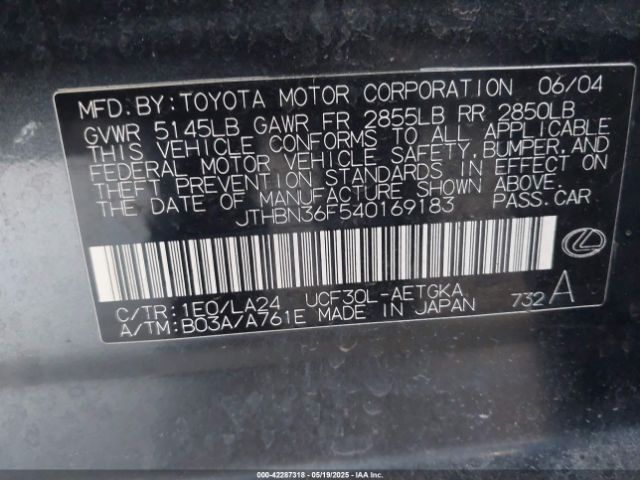 MFD. BY: TOYOTA MOTOR CORPORATION 06/04
GVWR 5145LB GAWR FR 2855LB RR 2850LB
THIS VEHICLE CONFORMS TO ALL APPLICABLE
FEDERAL MOTOR VEHICLE SAFETY, BUMPER, AND
THEFT PREVENTION STANDARDS IN EFFECT ON
THE DATE OF MANUFACTURE SHOWN ABOVE.
JTHBN36F540169183 PASS. CAR
C/TR: 1E0/LA24 UCF30L-AETGKA
A/TM: B03A/A761E MADE IN JAPAN 732 A
000-42287318 - 05/19/2025 - IAAI.COM